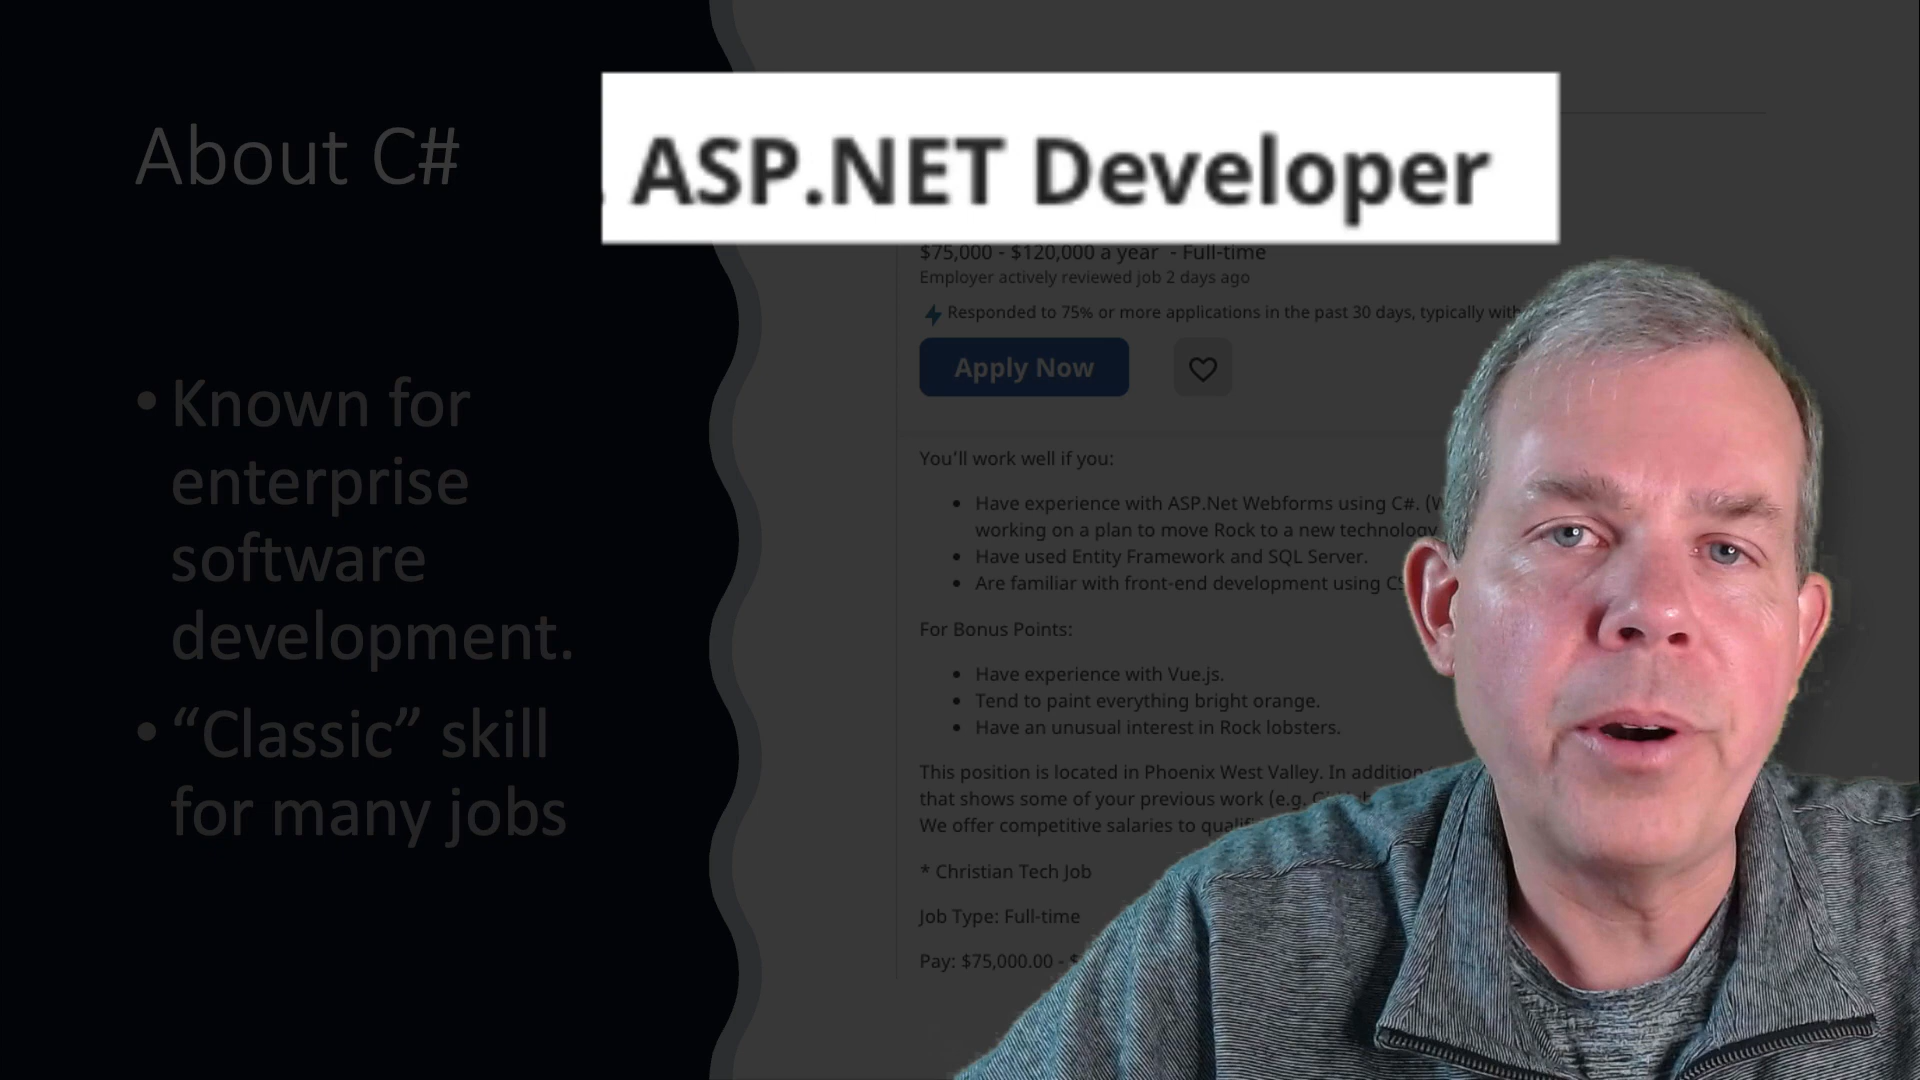 About C#
• Known for
enterprise
software
development.
• “Classic” skill
for many jobs
. ASP.NET Developer
$75,000 - $120,000 a year - Full-time
Employer actively reviewed job 2 days ago
Responded to 75% or more applications in the past 30 days, typically with
Apply Now
You’ll work well if you:
• Have experience with ASP.Net Webforms using C#. (W
working on a plan to move Rock to a new technology
• Have used Entity Framework and SQL Server.
• Are familiar with front-end development using CS
For Bonus Points:
• Have experience with Vue.js.
• Tend to paint everything bright orange.
• Have an unusual interest in Rock lobsters.
This position is located in Phoenix West Valley. In addition
that shows some of your previous work (e.g.
We offer competitive salaries to
* Christian Tech Job
Job Type: Full-time
Pay: $75,000.00 - $